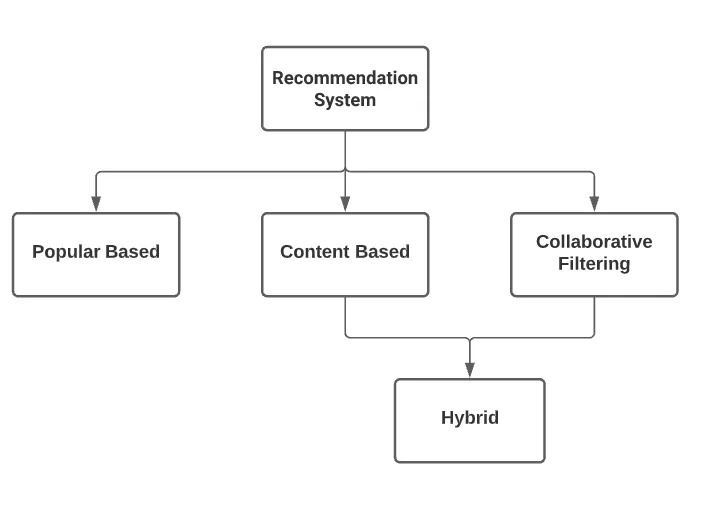 Recommendation
System
Popular Based
Content Based
Collaborative
Filtering
Hybrid